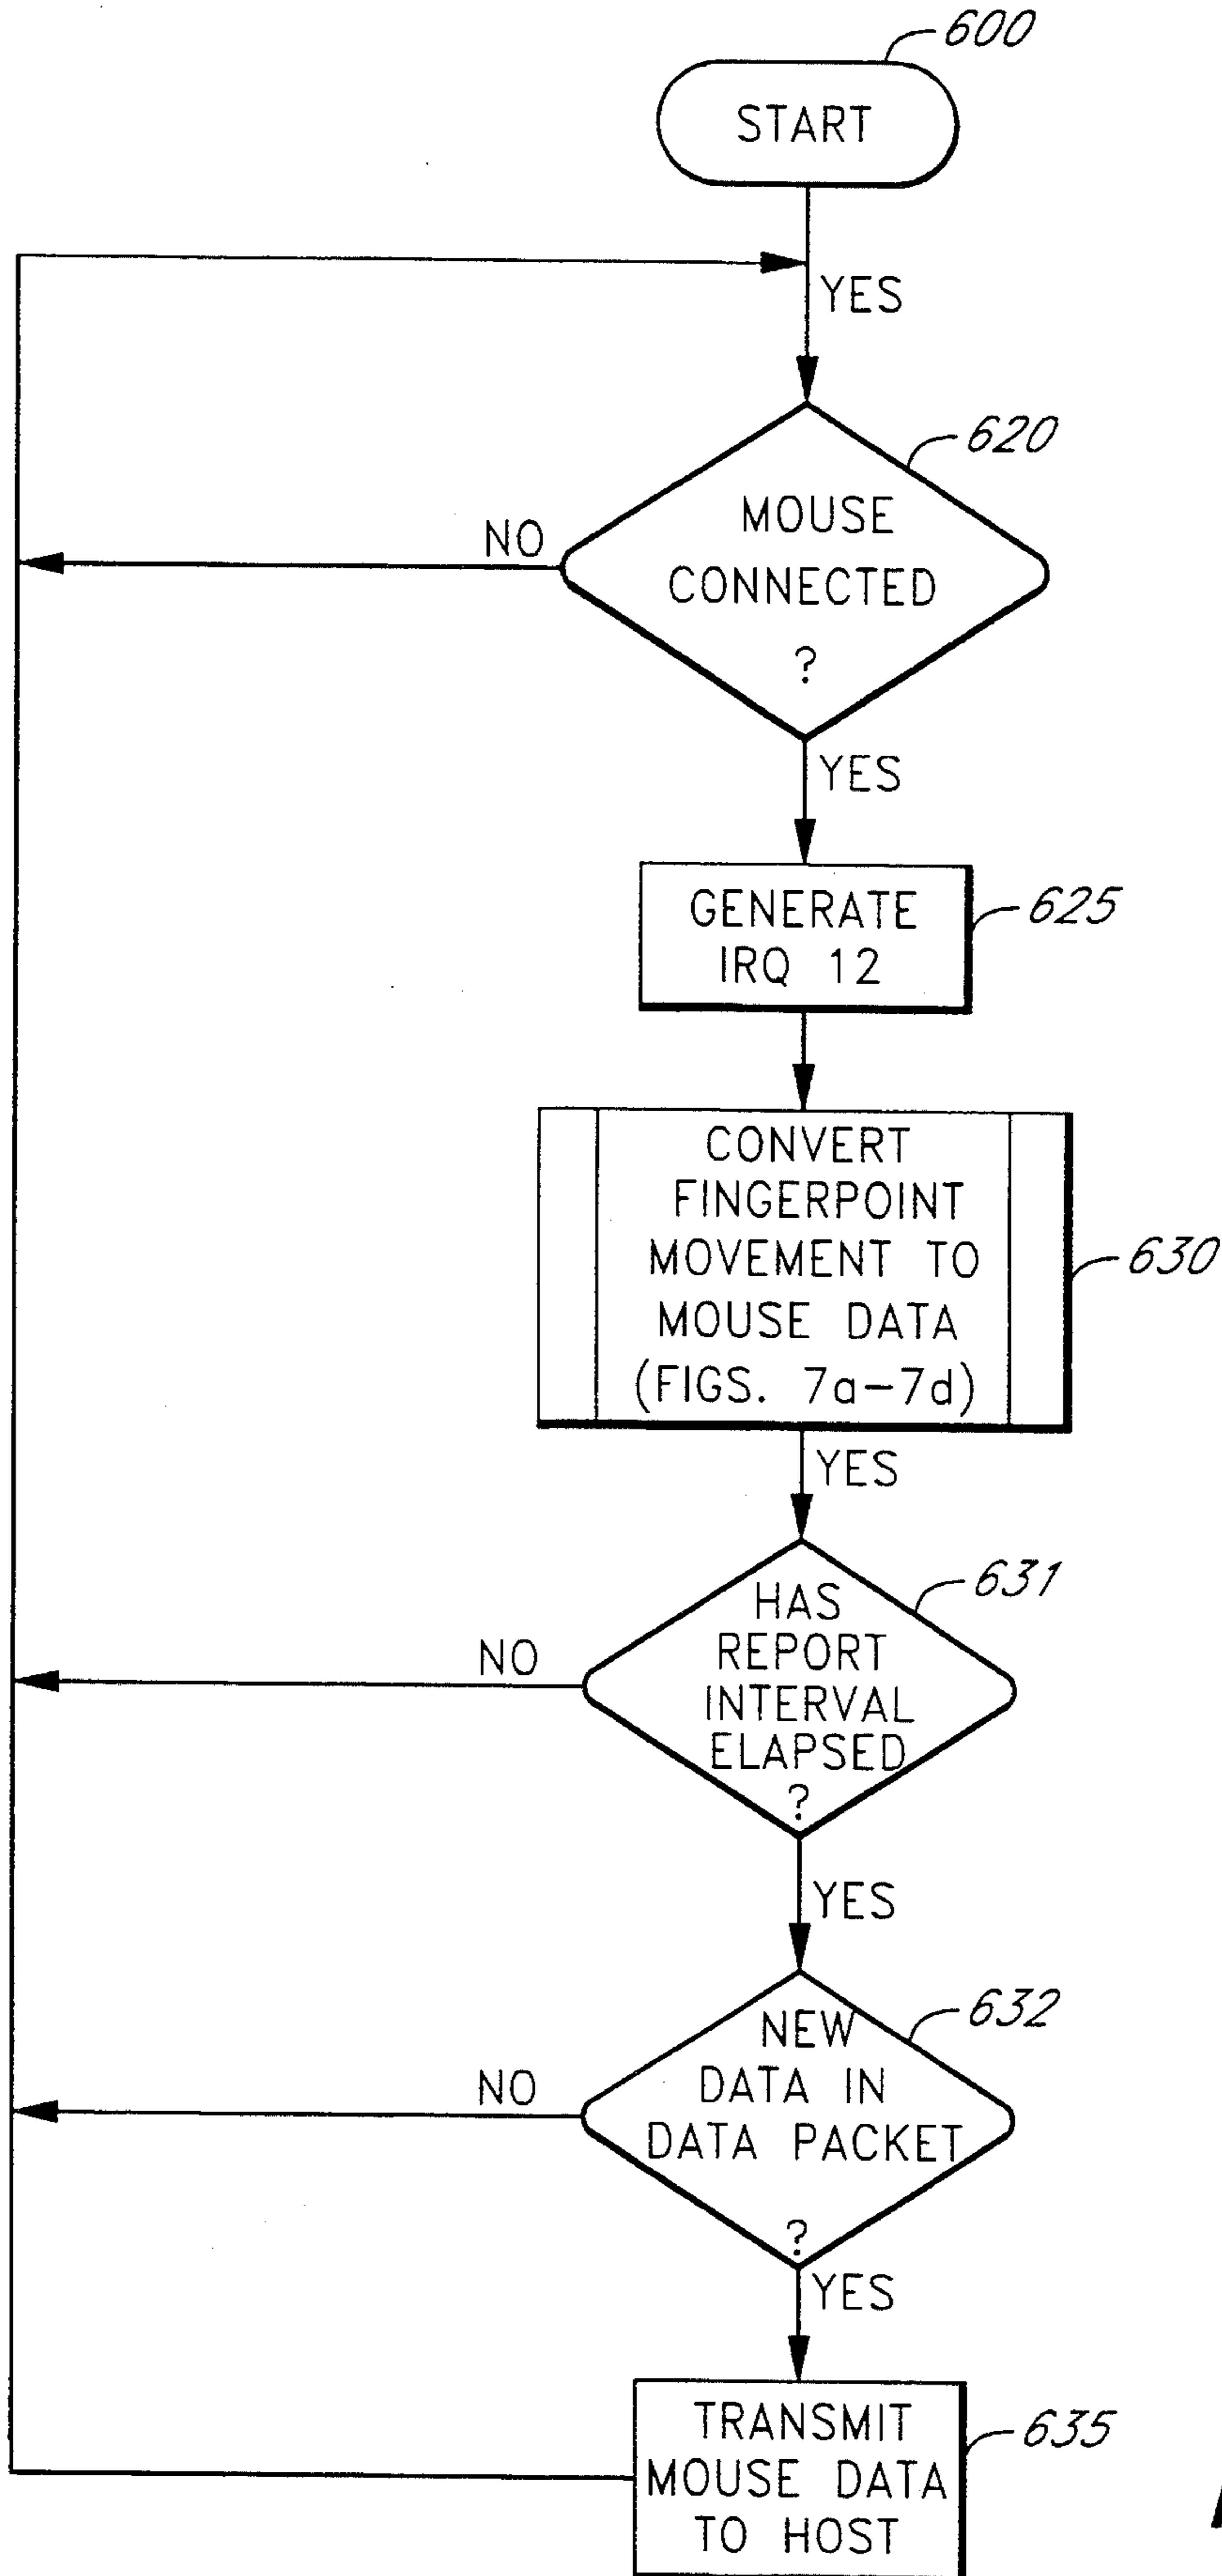 600
START
YES
620
MOUSE
CONNECTED
?
NO
YES
GENERATE
IRQ 12
625
CONVERT
FINGERPOINT
MOVEMENT TO
MOUSE DATA
(FIGS. 7a-7d)
630
YES
631
HAS
REPORT
INTERVAL
ELAPSED
?
NO
YES
632
NEW
DATA IN
DATA PACKET
?
NO
YES
TRANSMIT
MOUSE DATA
TO HOST
635